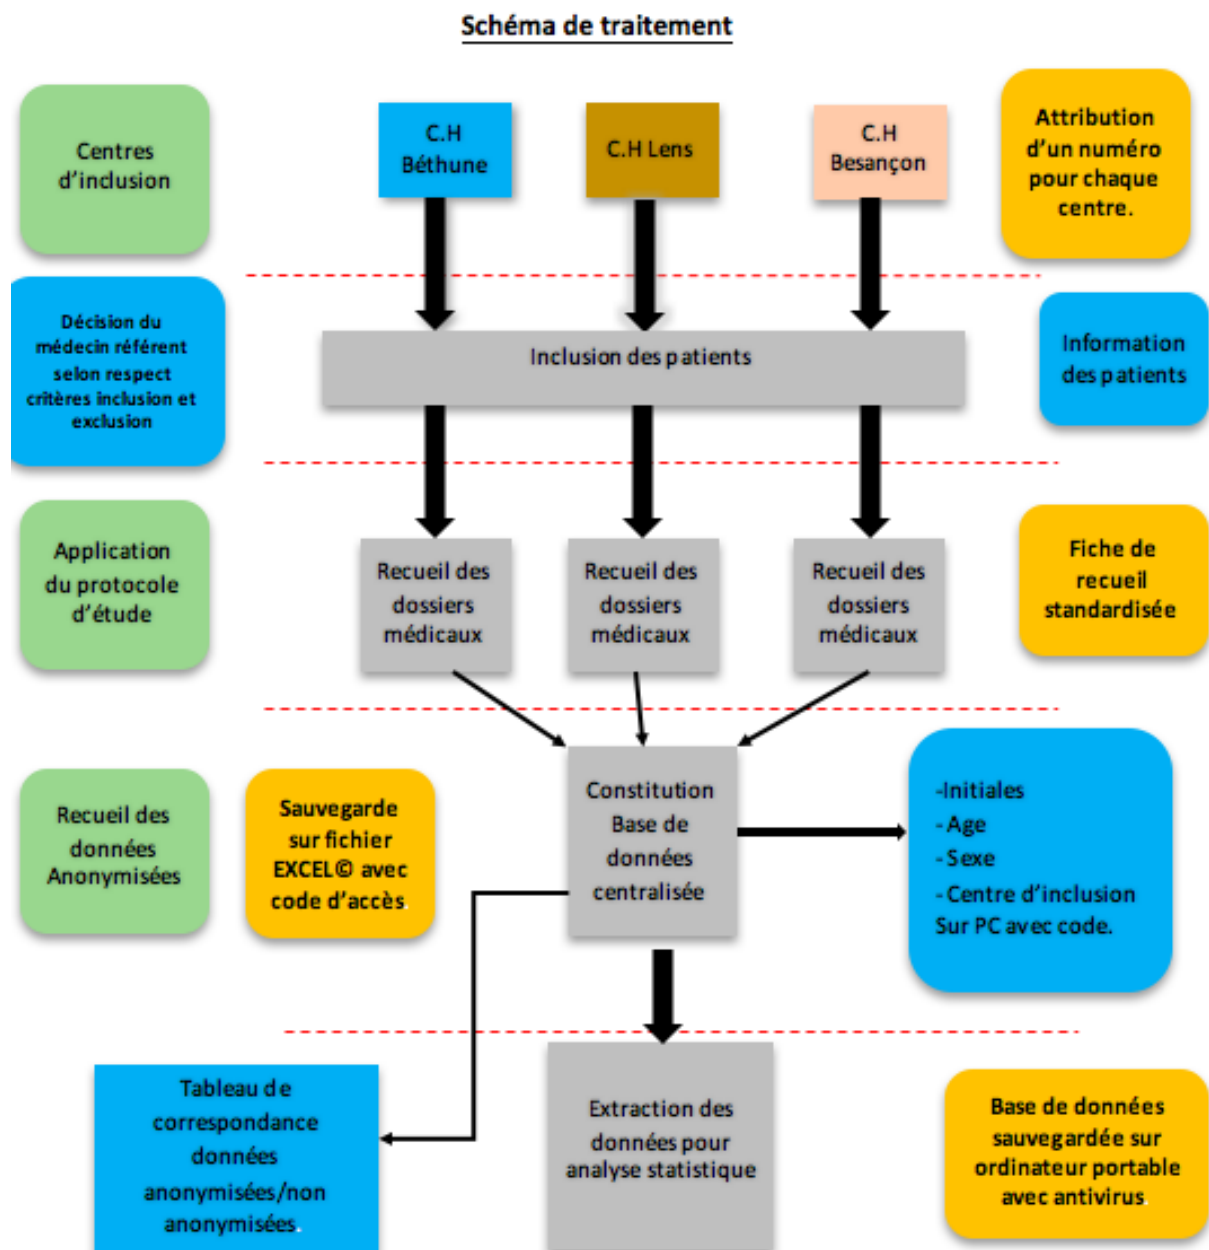 Schéma de traitement
Centres
d'inclusion
C.H
Béthune
C.H Lens
C.H
Besançon
Attribution
d'un numéro
pour chaque
centre.
Décision du
médecin référent
selon respect
critères inclusion et
exclusion
Inclusion des patients
Information
des patients
Application
du protocole
d'étude
Recueil des
dossiers
médicaux
Recueil des
dossiers
médicaux
Recueil des
dossiers
médicaux
Fiche de
recueil
standardisée
Recueil des
données
Anonymisées
Sauvegarde
sur fichier
EXCEL© avec
code d'accès.
Constitution
Base de
données
centralisée
-Initiales
- Age
- Sexe
- Centre d'inclusion
Sur PC avec code.
Tableau de
correspondance
données
anonymisées/non
anonymisées.
Extraction des
données pour
analyse statistique
Base de données
sauvegardée sur
ordinateur portable
avec antivirus.